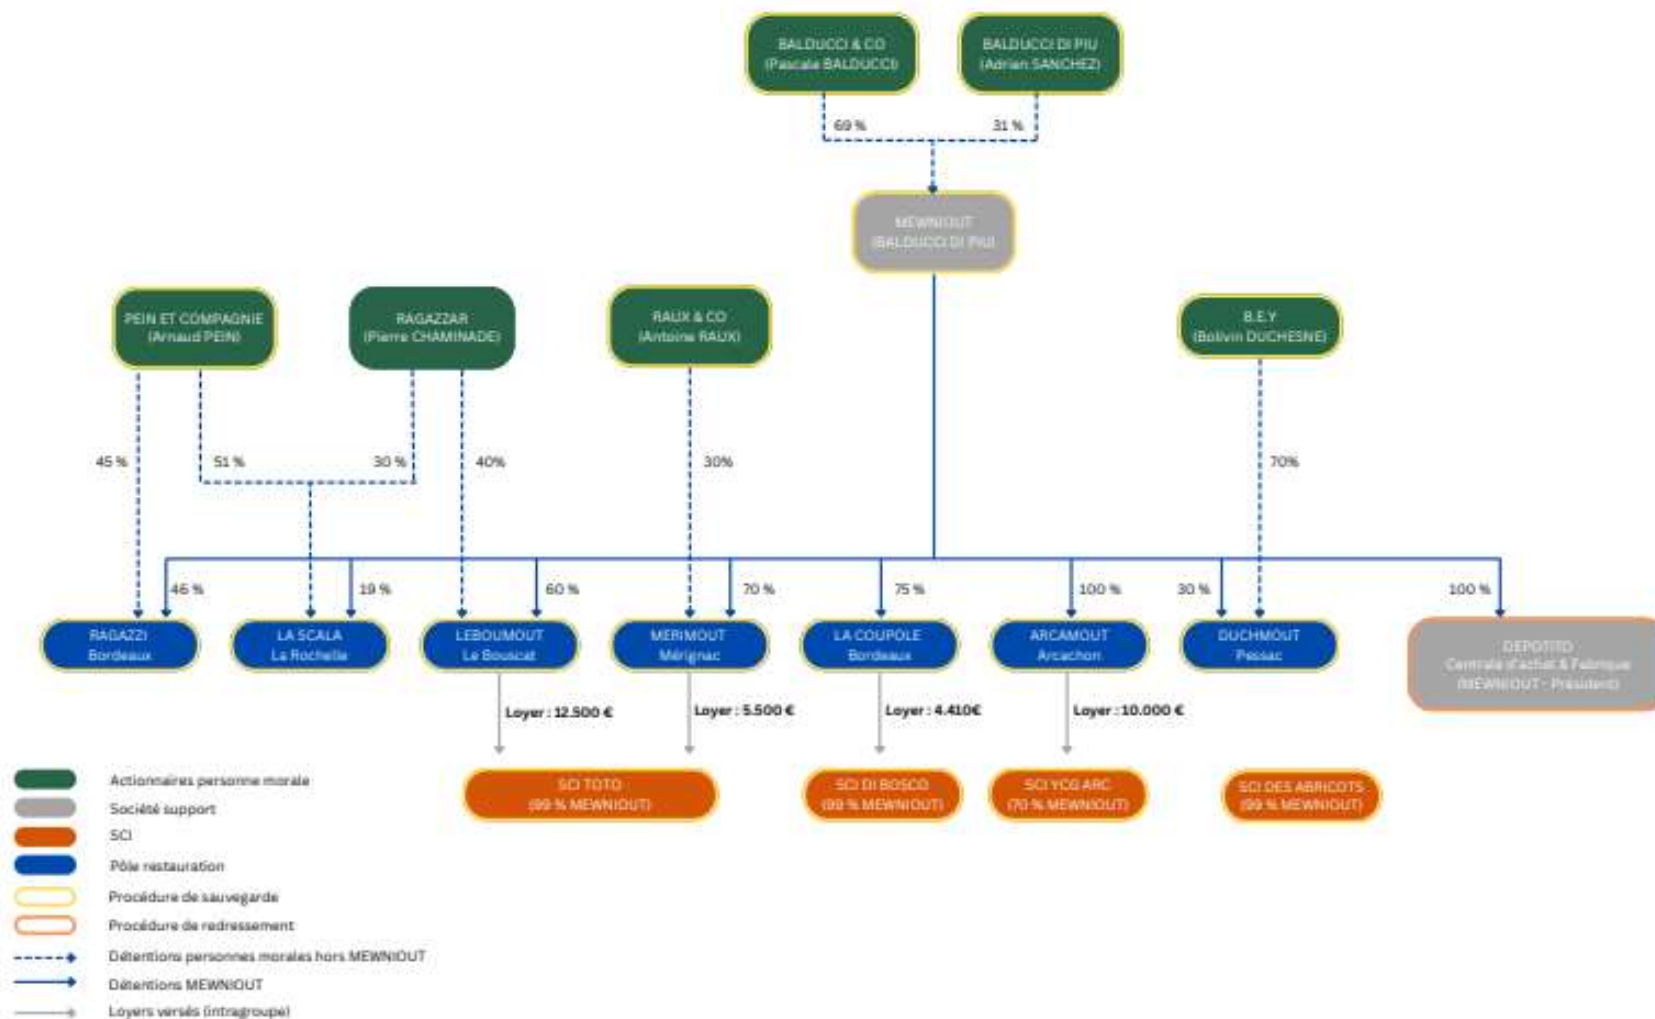 BALDUCCI & CO
(Pascale BALDUCCI)
BALDUCCI DI PIU
(Adrien SANCHEZ)
69 %
31 %
MEWNIOUT
(BALDUCCI DI PIU)
PEIN ET COMPAGNIE
(Arnaud PEIN)
RAGAZZAR
(Pierre CHAMINADE)
RAUX & CO
(Antoine RAUX)
B.E.Y
(Bolivin DUCHESNE)
45 %
51 %
30 %
40%
30%
70%
46 %
19 %
60 %
70 %
75 %
100 %
30 %
100 %
RAGAZZI
Bordeaux
LA SCALA
La Rochelle
LEBOUMOUT
Le Bouscat
MERIMOUT
Mérignac
LA COUPOLE
Bordeaux
ARCAMOUT
Arcachon
DUCHMOUT
Pessac
DEPOTITO
Centrale d'achat & Fabrique
(MEWNIOUT - Président)
Loyer : 12.500 €
Loyer : 5.500 €
Loyer : 4.410€
Loyer : 10.000 €
SCI TOTO
(99 % MEWNIOUT)
SCI DI BOSCO
(99 % MEWNIOUT)
SCI YCG ARC
(70 % MEWNIOUT)
SCI DES ABRICOTS
(99 % MEWNIOUT)
Actionnaires personne morale
Société support
SCI
Pôle restauration
Procédure de sauvegarde
Procédure de redressement
Détentions personnes morales hors MEWNIOUT
Détentions MEWNIOUT
Loyers versés (intragroupe)